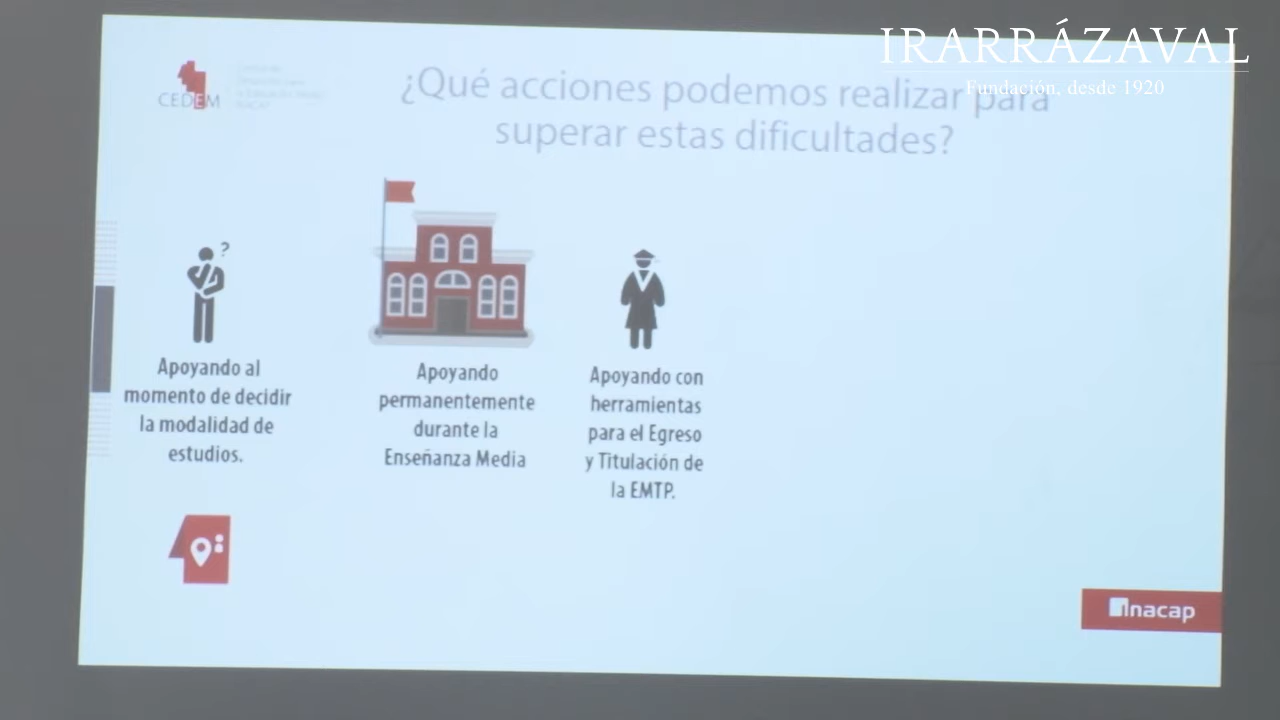 IRARRÁZAVAL
Fundación, desde 1920
CEDEM
¿Qué acciones podemos realizar para
superar estas dificultades?
?
Apoyando al
momento de decidir
la modalidad de
estudios.
Apoyando
permanentemente
durante la
Enseñanza Media
Apoyando con
herramientas
para el Egreso
y Titulación de
la EMTP.
inacap